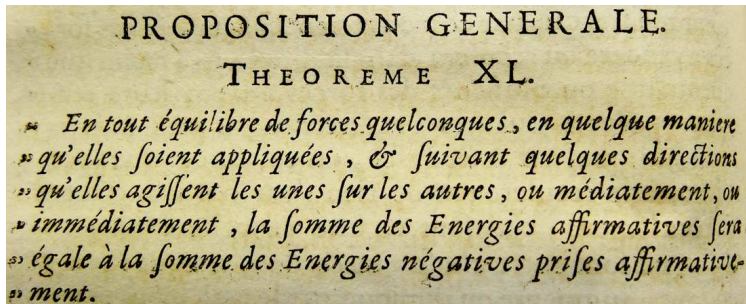 PROPOSITION GENERALE.
THEOREME XL.
„ En tout équilibre de forces quelconques, en quelque maniere
„ qu'elles ſoient appliquées, & ſuivant quelques directions
„ qu'elles agiſſent les unes ſur les autres, ou médiatement, ou
„ immédiatement, la ſomme des Energies affirmatives ſera
„ égale à la ſomme des Energies négatives priſes affirmative-
„ ment.